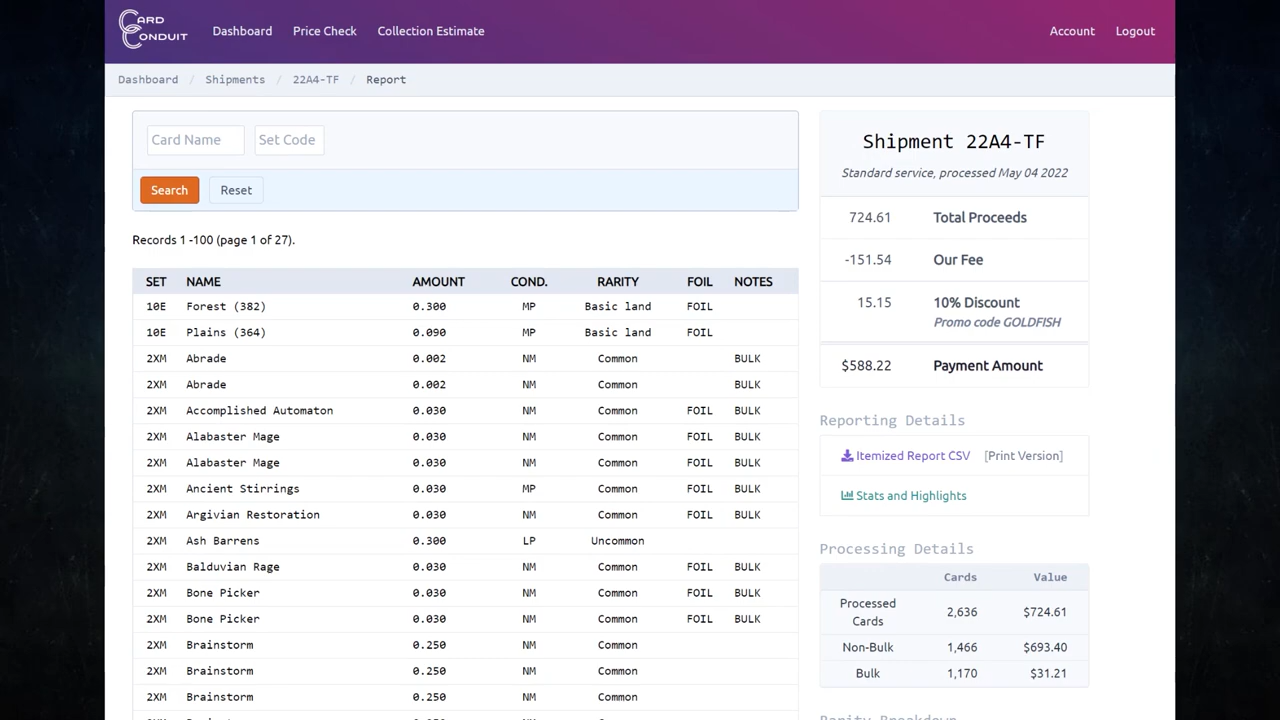 CARD CONDUIT
Dashboard Price Check Collection Estimate Account Logout
Dashboard / Shipments / 22A4-TF / Report
Card Name Set Code
Search Reset
Records 1 -100 (page 1 of 27).
SET NAME AMOUNT COND. RARITY FOIL NOTES
10E Forest (382) 0.300 MP Basic land FOIL
10E Plains (364) 0.090 MP Basic land FOIL
2XM Abrade 0.002 NM Common BULK
2XM Abrade 0.002 NM Common BULK
2XM Accomplished Automaton 0.030 NM Common FOIL BULK
2XM Alabaster Mage 0.030 NM Common FOIL BULK
2XM Alabaster Mage 0.030 NM Common FOIL BULK
2XM Ancient Stirrings 0.030 MP Common FOIL BULK
2XM Argivian Restoration 0.030 NM Common FOIL BULK
2XM Ash Barrens 0.300 LP Uncommon
2XM Balduvian Rage 0.030 NM Common FOIL BULK
2XM Bone Picker 0.030 NM Common FOIL BULK
2XM Bone Picker 0.030 NM Common FOIL BULK
2XM Brainstorm 0.250 NM Common
2XM Brainstorm 0.250 NM Common
2XM Brainstorm 0.250 NM Common
Shipment 22A4-TF
Standard service, processed May 04 2022
724.61 Total Proceeds
-151.54 Our Fee
15.15 10% Discount
Promo code GOLDFISH
$588.22 Payment Amount
Reporting Details
Itemized Report CSV [Print Version]
Stats and Highlights
Processing Details
Cards Value
Processed Cards 2,636 $724.61
Non-Bulk 1,466 $693.40
Bulk 1,170 $31.21
Rarity Breakdown